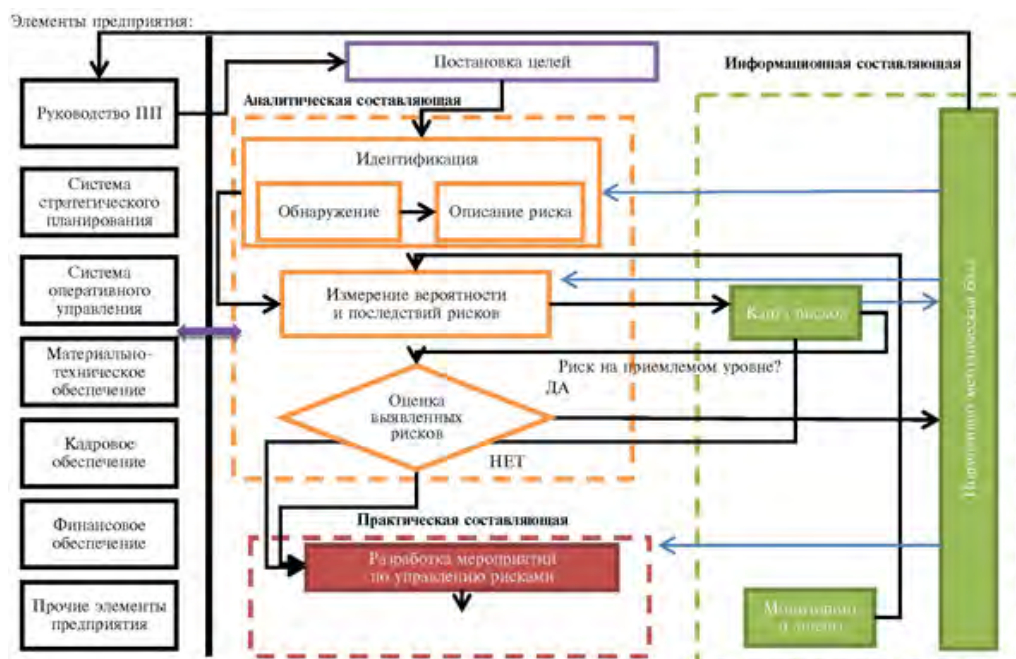 Элементы предприятия:
Руководство ПП
Система
стратегического
планирования
Система
оперативного
управления
Материально-
техническое
обеспечение
Кадровое
обеспечение
Финансовое
обеспечение
Прочие элементы
предприятия
Постановка целей
Аналитическая составляющая
Идентификация
Обнаружение
Описание риска
Измерение вероятности
и последствий рисков
Оценка
выявленных
рисков
Риск на приемлемом уровне?
ДА
НЕТ
Практическая составляющая
Разработка мероприятий
по управлению рисками
Информационная составляющая
Карта рисков